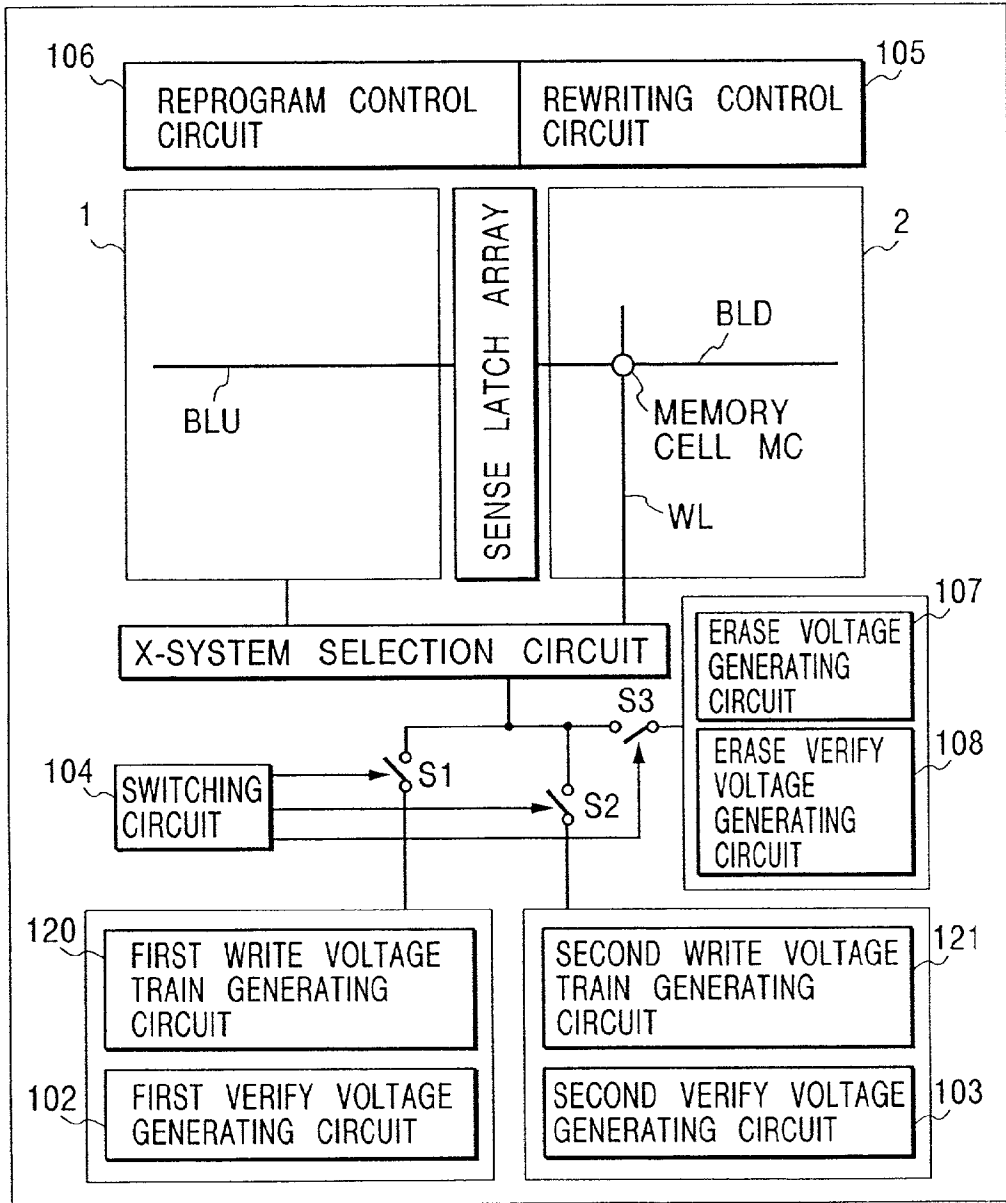 106
105
REPROGRAM CONTROL
CIRCUIT
REWRITING CONTROL
CIRCUIT
1
2
SENSE LATCH ARRAY
BLU
BLD
MEMORY
CELL MC
WL
X-SYSTEM SELECTION CIRCUIT
107
ERASE VOLTAGE
GENERATING
CIRCUIT
108
ERASE VERIFY
VOLTAGE
GENERATING
CIRCUIT
S3
104
SWITCHING
CIRCUIT
S1
S2
120
FIRST WRITE VOLTAGE
TRAIN GENERATING
CIRCUIT
102
FIRST VERIFY VOLTAGE
GENERATING CIRCUIT
121
SECOND WRITE VOLTAGE
TRAIN GENERATING
CIRCUIT
103
SECOND VERIFY VOLTAGE
GENERATING CIRCUIT